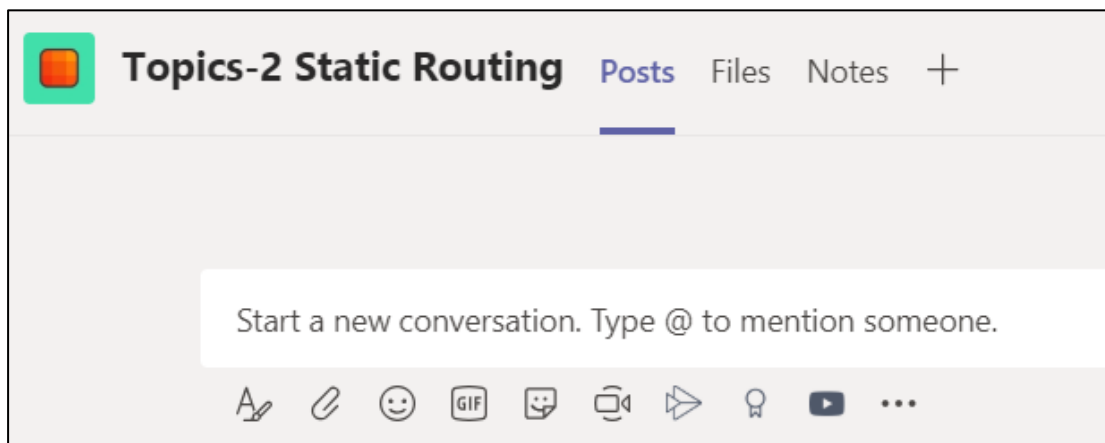 Topics-2 Static Routing Posts Files Notes
Start a new conversation. Type @ to mention someone.
GIF